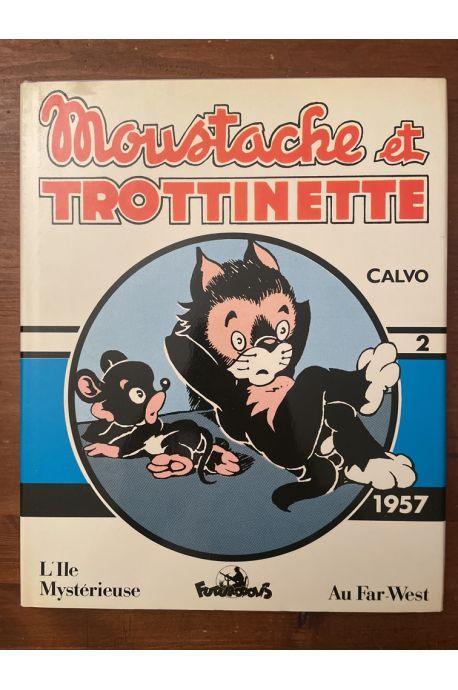 Moustache et
TROTTINETTE
CALVO
2
1957
L'Ile
Mystérieuse
FUTUROPOLIS
Au Far-West